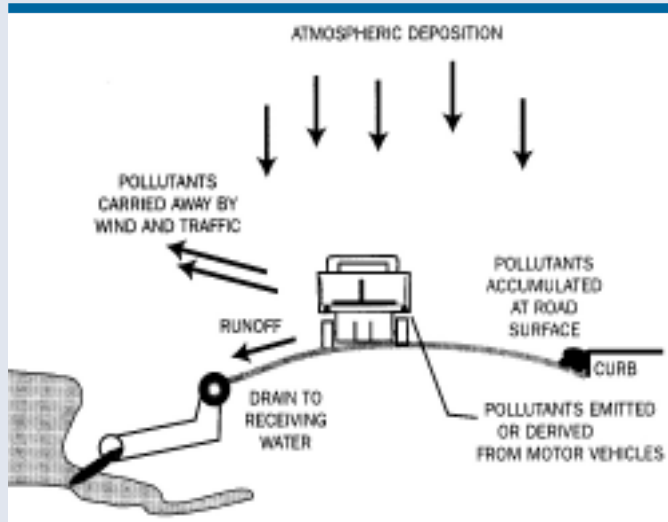 ATMOSPHERIC DEPOSITION
POLLUTANTS
CARRIED AWAY BY
WIND AND TRAFFIC
POLLUTANTS
ACCUMULATED
AT ROAD
SURFACE
RUNOFF
CURB
DRAIN TO
RECEIVING
WATER
POLLUTANTS EMITTED
OR DERIVED
FROM MOTOR VEHICLES